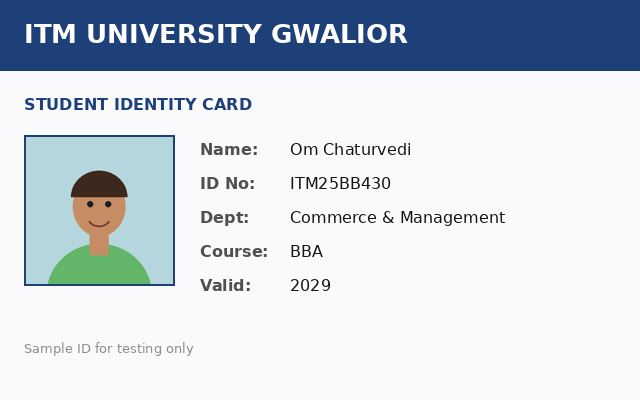 ITM UNIVERSITY GWALIOR
STUDENT IDENTITY CARD
Name: Om Chaturvedi
ID No: ITM25BB430
Dept: Commerce & Management
Course: BBA
Valid: 2029
Sample ID for testing only